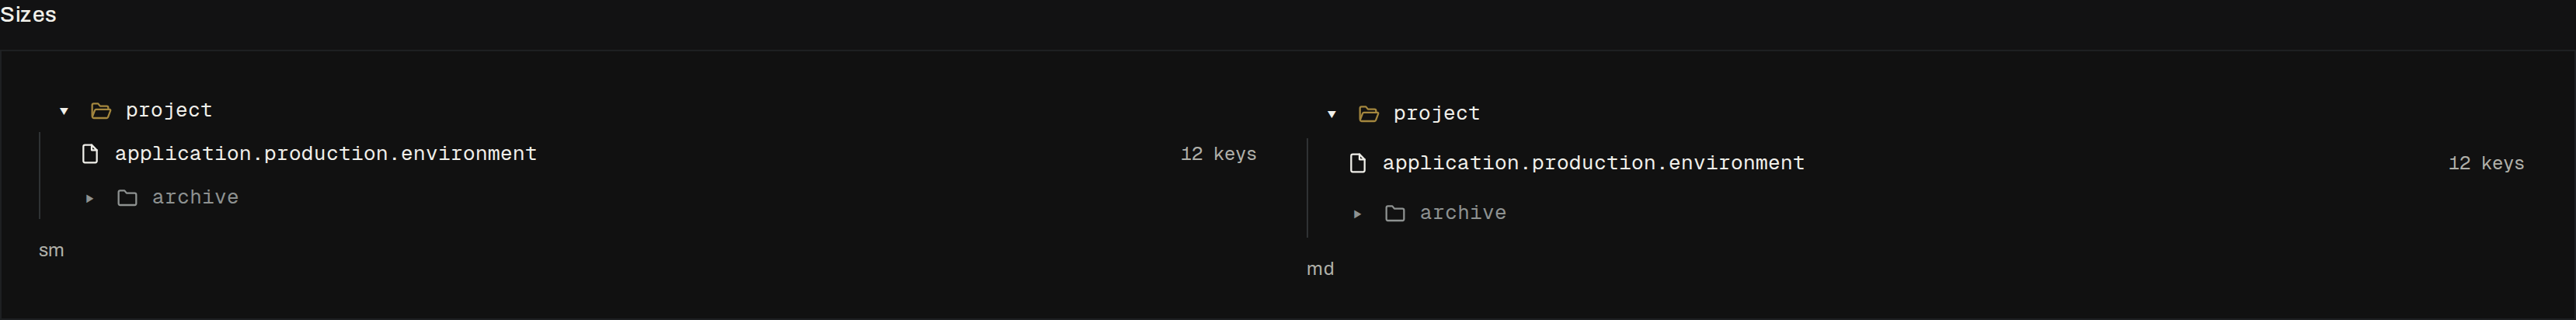 Sizes
project
application.production.environment 12 keys
archive
sm
project
application.production.environment 12 keys
archive
md